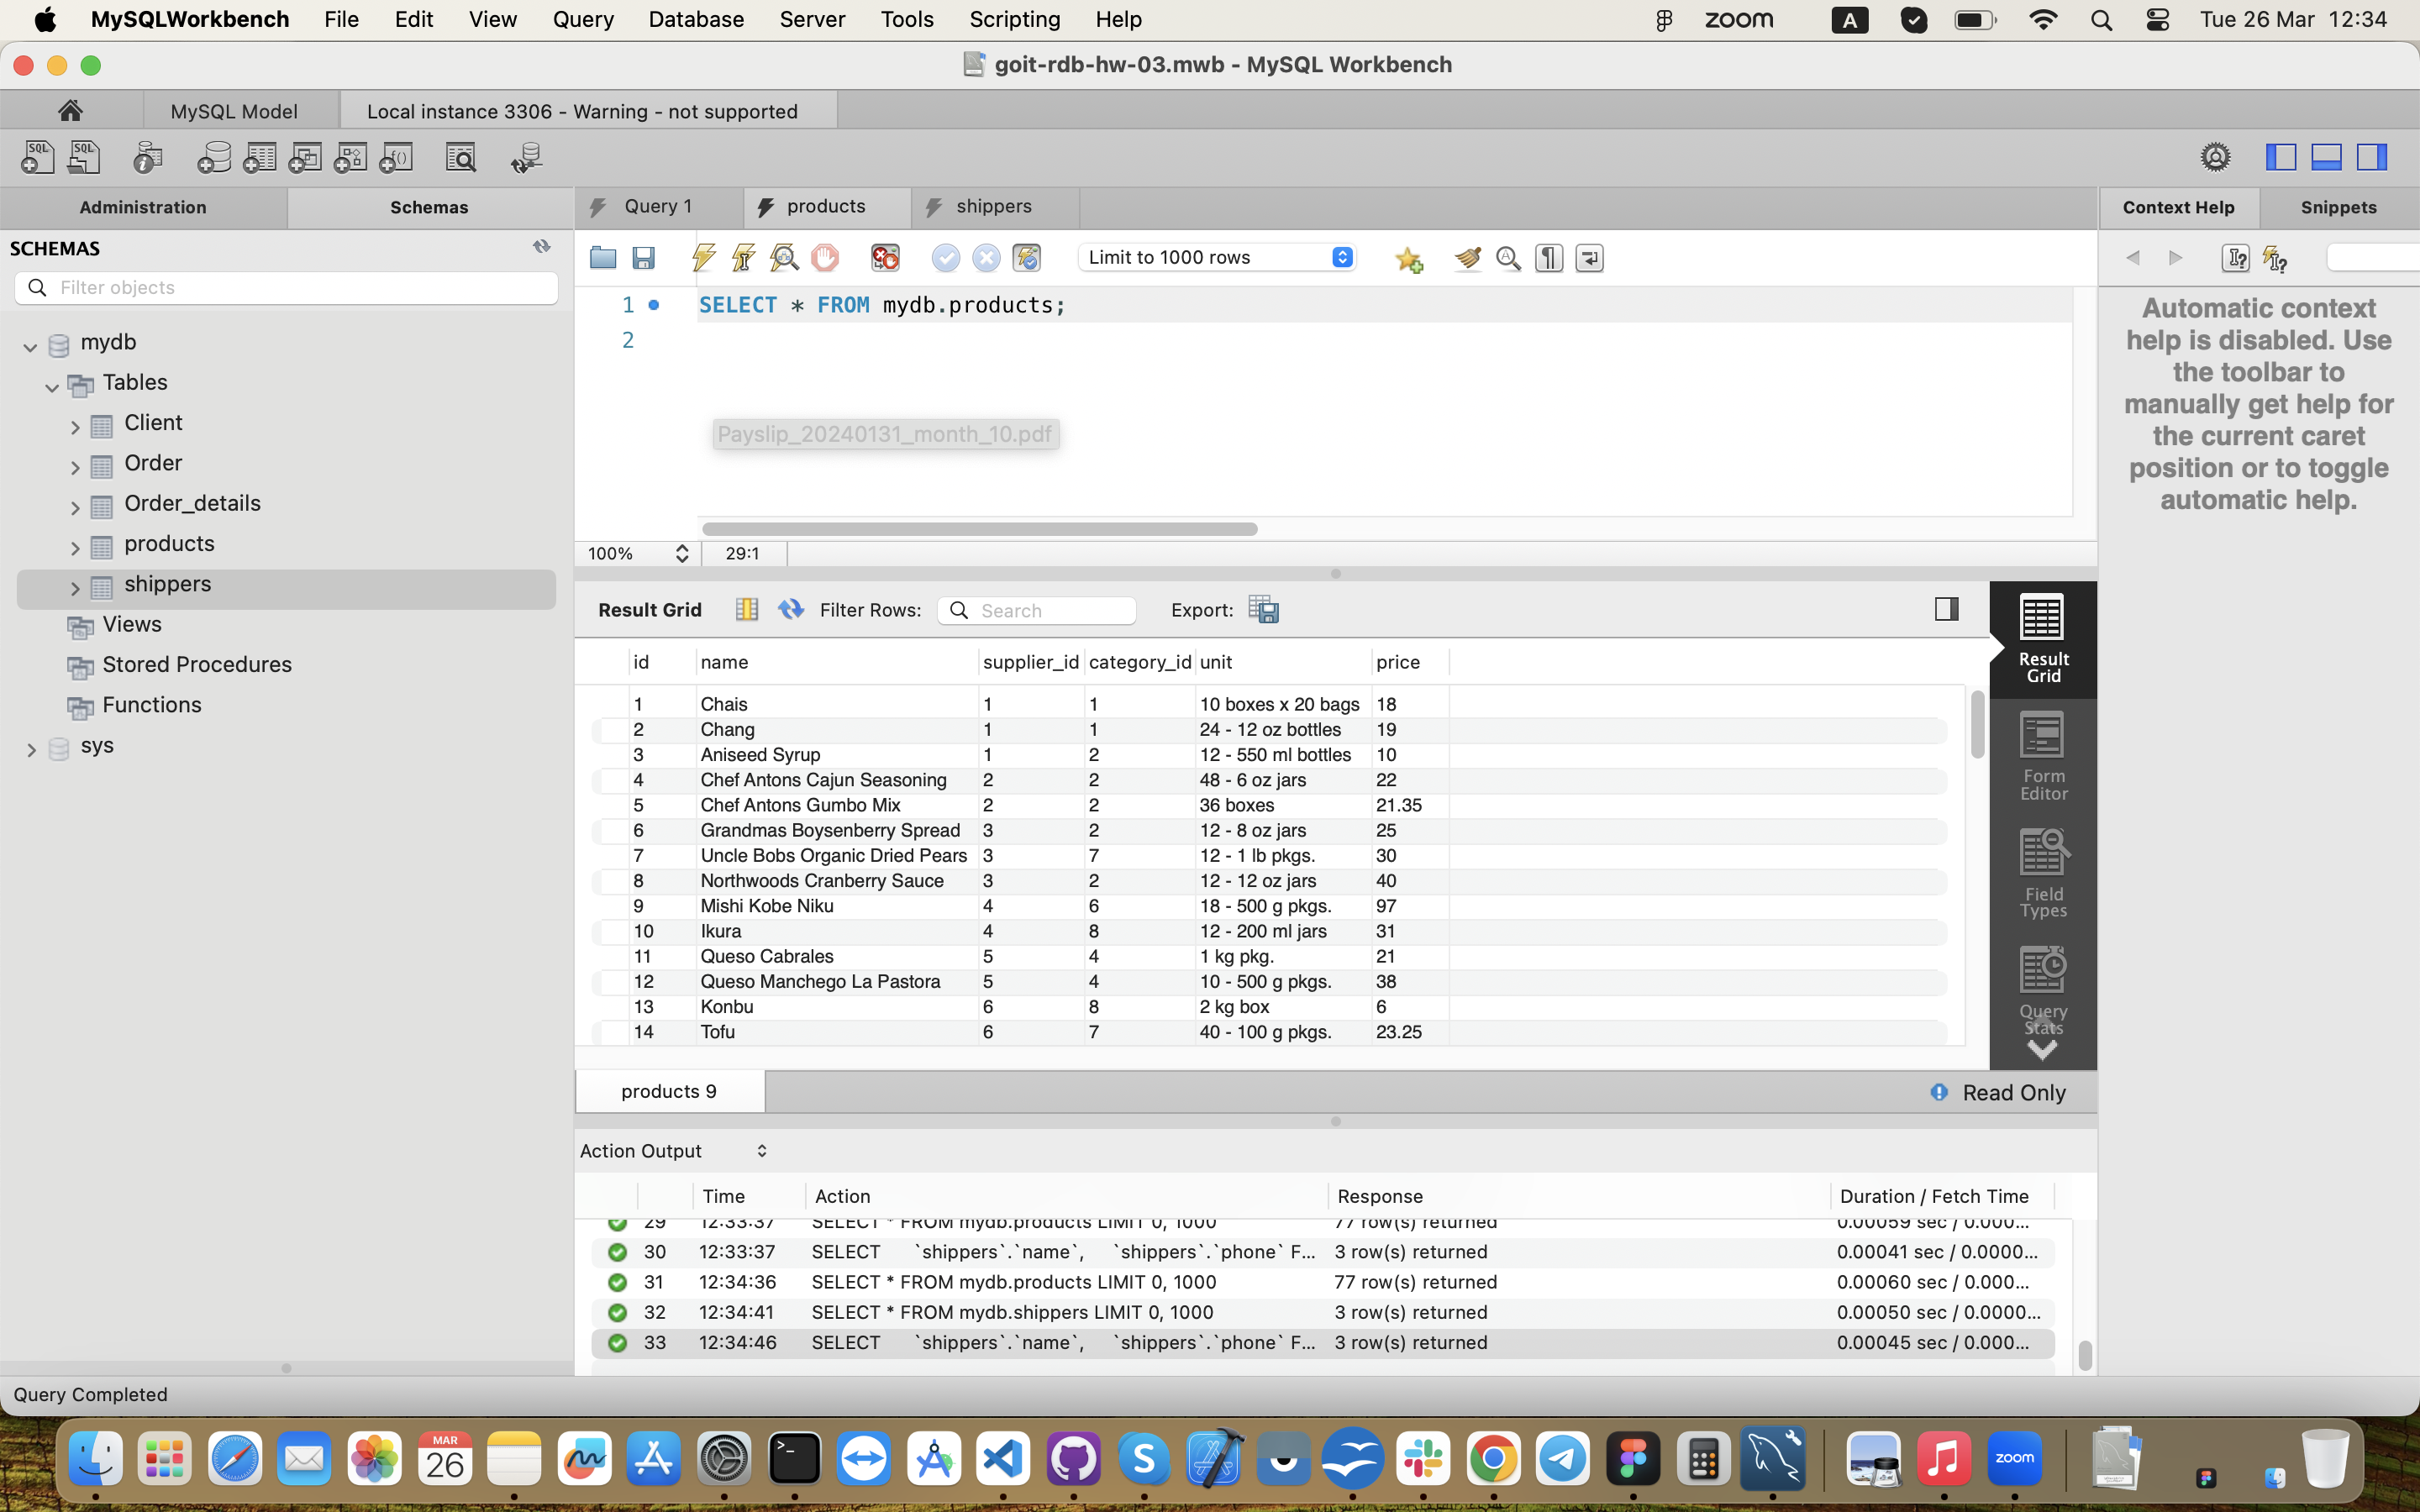 MySQLWorkbench File Edit View Query Database Server Tools Scripting Help zoom A Tue 26 Mar 12:34
goit-rdb-hw-03.mwb - MySQL Workbench
MySQL Model Local instance 3306 - Warning - not supported
Administration Schemas Query 1 products shippers Context Help Snippets
SCHEMAS
Limit to 1000 rows
Filter objects
1 SELECT * FROM mydb.products;
2
Automatic context
help is disabled. Use
the toolbar to
manually get help for
the current caret
position or to toggle
automatic help.
mydb
Tables
Client
Order
Order_details
products
shippers
Views
Stored Procedures
Functions
sys
Payslip_20240131_month_10.pdf
100% 29:1
Result Grid Filter Rows: Search Export:
id name supplier_id category_id unit price
1 Chais 1 1 10 boxes x 20 bags 18
2 Chang 1 1 24 - 12 oz bottles 19
3 Aniseed Syrup 1 2 12 - 550 ml bottles 10
4 Chef Antons Cajun Seasoning 2 2 48 - 6 oz jars 22
5 Chef Antons Gumbo Mix 2 2 36 boxes 21.35
6 Grandmas Boysenberry Spread 3 2 12 - 8 oz jars 25
7 Uncle Bobs Organic Dried Pears 3 7 12 - 1 lb pkgs. 30
8 Northwoods Cranberry Sauce 3 2 12 - 12 oz jars 40
9 Mishi Kobe Niku 4 6 18 - 500 g pkgs. 97
10 Ikura 4 8 12 - 200 ml jars 31
11 Queso Cabrales 5 4 1 kg pkg. 21
12 Queso Manchego La Pastora 5 4 10 - 500 g pkgs. 38
13 Konbu 6 8 2 kg box 6
14 Tofu 6 7 40 - 100 g pkgs. 23.25
Result
Grid
Form
Editor
Field
Types
Query
Stats
products 9 Read Only
Action Output
Time Action Response Duration / Fetch Time
29 12:33:37 SELECT * FROM mydb.products LIMIT 0, 1000 77 row(s) returned 0.00059 sec / 0.000...
30 12:33:37 SELECT `shippers`.`name`, `shippers`.`phone` F... 3 row(s) returned 0.00041 sec / 0.0000...
31 12:34:36 SELECT * FROM mydb.products LIMIT 0, 1000 77 row(s) returned 0.00060 sec / 0.000...
32 12:34:41 SELECT * FROM mydb.shippers LIMIT 0, 1000 3 row(s) returned 0.00050 sec / 0.0000...
33 12:34:46 SELECT `shippers`.`name`, `shippers`.`phone` F... 3 row(s) returned 0.00045 sec / 0.000...
Query Completed
MAR
26
zoom